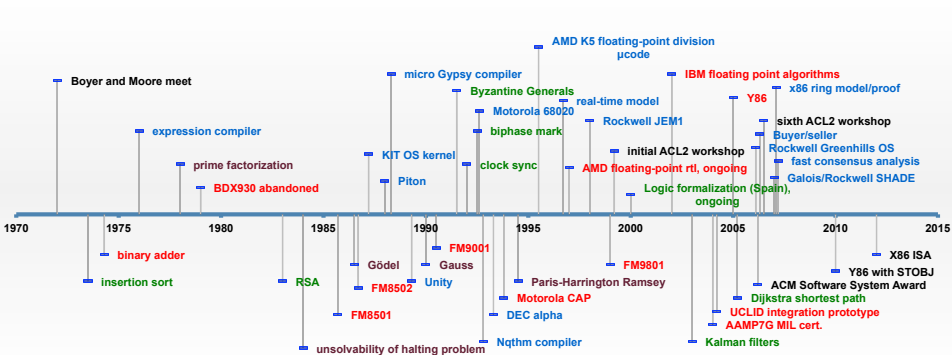 AMD K5 floating-point division
µcode
Boyer and Moore meet
micro Gypsy compiler
IBM floating point algorithms
Byzantine Generals
x86 ring model/proof
real-time model
Y86
Motorola 68020
Rockwell JEM1
sixth ACL2 workshop
expression compiler
biphase mark
Buyer/seller
KIT OS kernel
initial ACL2 workshop
Rockwell Greenhills OS
prime factorization
clock sync
AMD floating-point rtl, ongoing
fast consensus analysis
BDX930 abandoned
Piton
Logic formalization (Spain),
ongoing
Galois/Rockwell SHADE
1970 1975 1980 1985 1990 1995 2000 2005 2010 2015
binary adder
FM9001
X86 ISA
Gödel
Gauss
FM9801
Y86 with STOBJ
insertion sort
RSA
FM8502
Unity
Paris-Harrington Ramsey
ACM Software System Award
Motorola CAP
Dijkstra shortest path
FM8501
DEC alpha
UCLID integration prototype
AAMP7G MIL cert.
unsolvability of halting problem
Nqthm compiler
Kalman filters